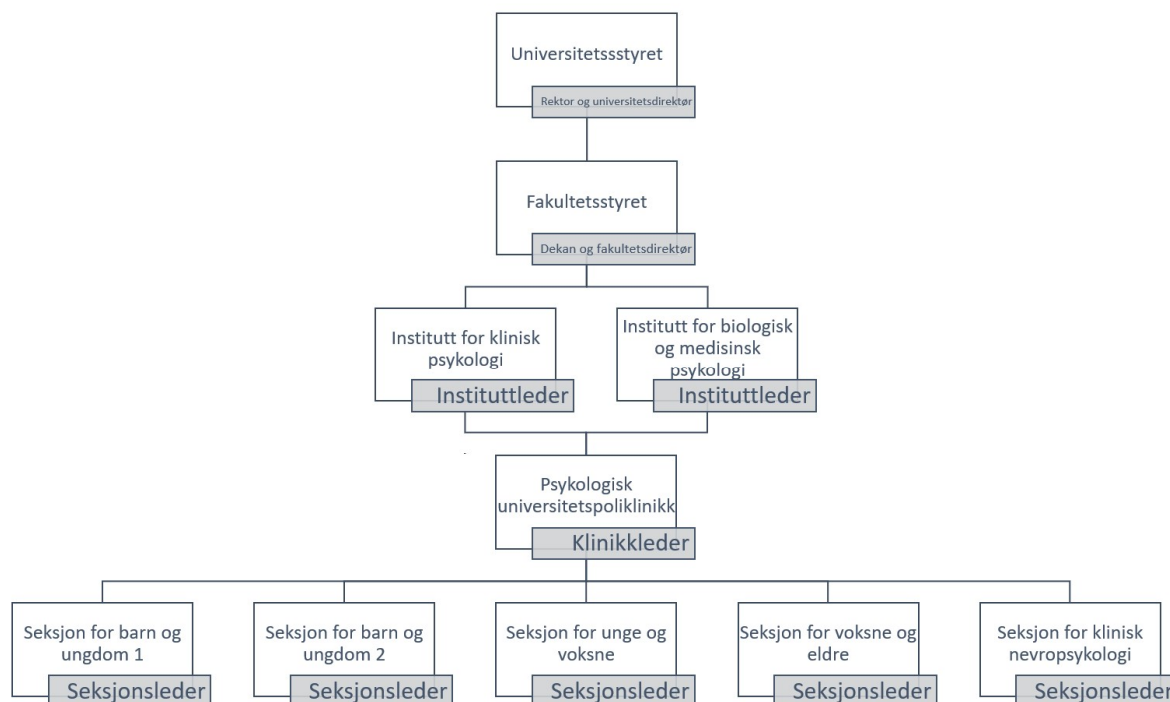 Universitetssstyret
Rektor og universitetsdirektør
Fakultetsstyret
Dekan og fakultetsdirektør
Institutt for klinisk
psykologi
Instituttleder
Institutt for biologisk
og medisinsk
psykologi
Instituttleder
Psykologisk
universitetspoliklinikk
Klinikkleder
Seksjon for barn og
ungdom 1
Seksjonsleder
Seksjon for barn og
ungdom 2
Seksjonsleder
Seksjon for unge og
voksne
Seksjonsleder
Seksjon for voksne og
eldre
Seksjonsleder
Seksjon for klinisk
nevropsykologi
Seksjonsleder